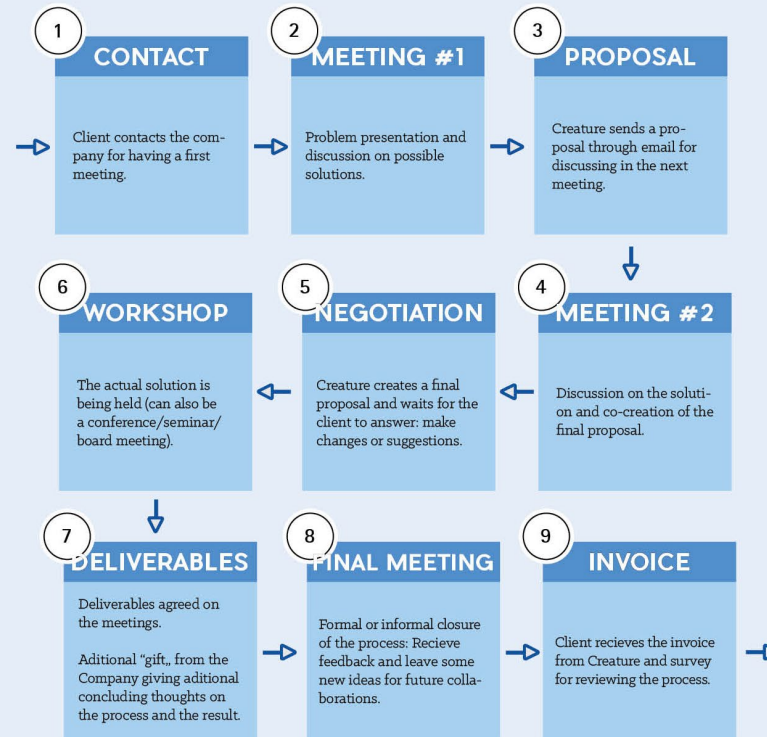 1
CONTACT
Client contacts the com-
pany for having a first
meeting.
2
MEETING #1
Problem presentation and
discussion on possible
solutions.
3
PROPOSAL
Creature sends a pro-
posal through email for
discussing in the next
meeting.
4
MEETING #2
Discussion on the soluti-
on and co-creation of the
final proposal.
5
NEGOTIATION
Creature creates a final
proposal and waits for the
client to answer: make
changes or suggestions.
6
WORKSHOP
The actual solution is
being held (can also be
a conference/seminar/
board meeting).
7
DELIVERABLES
Deliverables agreed on
the meetings.
Aditional “gift„ from the
Company giving aditional
concluding thoughts on
the process and the result.
8
FINAL MEETING
Formal or informal closure
of the process: Recieve
feedback and leave some
new ideas for future colla-
borations.
9
INVOICE
Client recieves the invoice
from Creature and survey
for reviewing the process.